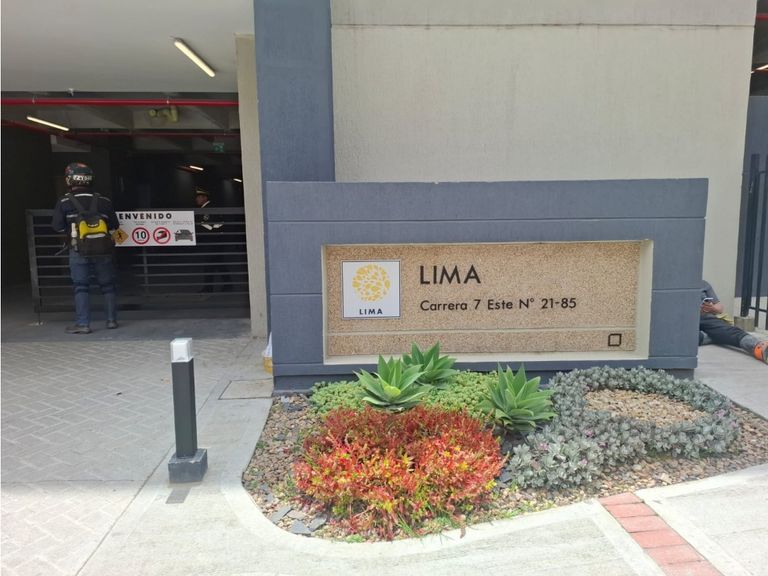 ENVENIDO
10
LIMA
LIMA
Carrera 7 Este N° 21-85